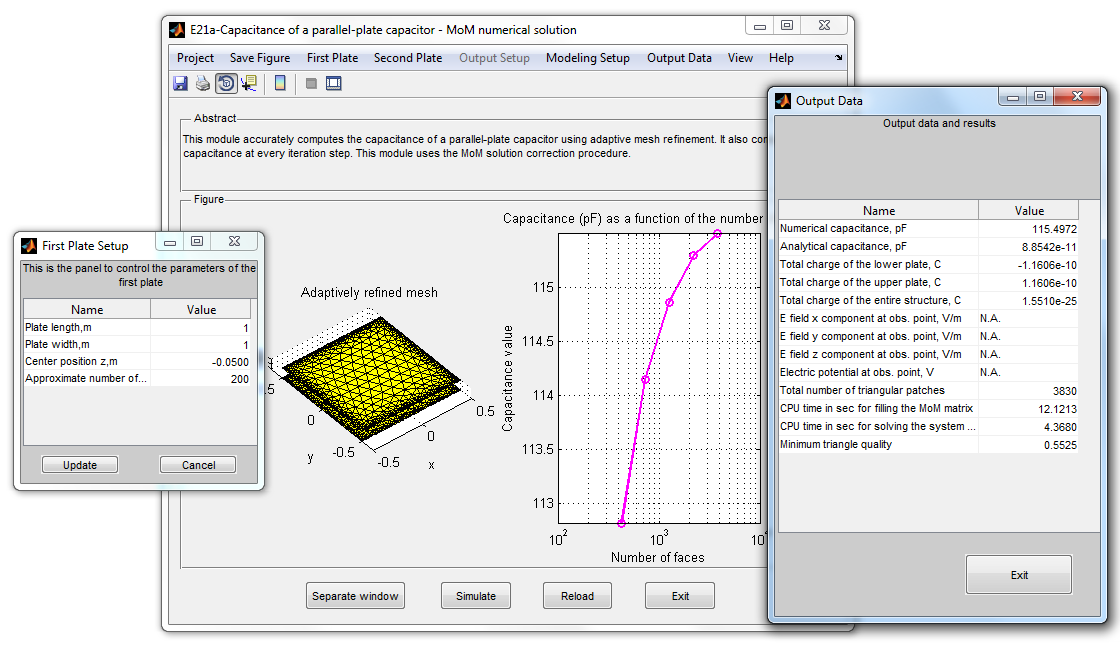 E21a-Capacitance of a parallel-plate capacitor - MoM numerical solution
Project Save Figure First Plate Second Plate Output Setup Modeling Setup Output Data View Help
Abstract
This module accurately computes the capacitance of a parallel-plate capacitor using adaptive mesh refinement. It also con
capacitance at every iteration step. This module uses the MoM solution correction procedure.
Figure
Adaptively refined mesh
0.5
0
-0.5
-0.5
0
5
y
x
Capacitance (pF) as a function of the number
Capacitance value
115
114.5
114
113.5
113
10^2
10^3
10^
Number of faces
Separate window
Simulate
Reload
Exit
First Plate Setup
This is the panel to control the parameters of the
first plate
Name Value
Plate length,m 1
Plate width,m 1
Center position z,m -0.0500
Approximate number of... 200
Update
Cancel
Output Data
Output data and results
Name Value
Numerical capacitance, pF 115.4972
Analytical capacitance, pF 8.8542e-11
Total charge of the lower plate, C -1.1606e-10
Total charge of the upper plate, C 1.1606e-10
Total charge of the entire structure, C 1.5510e-25
E field x component at obs. point, V/m N.A.
E field y component at obs. point, V/m N.A.
E field z component at obs. point, V/m N.A.
Electric potential at obs. point, V N.A.
Total number of triangular patches 3830
CPU time in sec for filling the MoM matrix 12.1213
CPU time in sec for solving the system ... 4.3680
Minimum triangle quality 0.5525
Exit